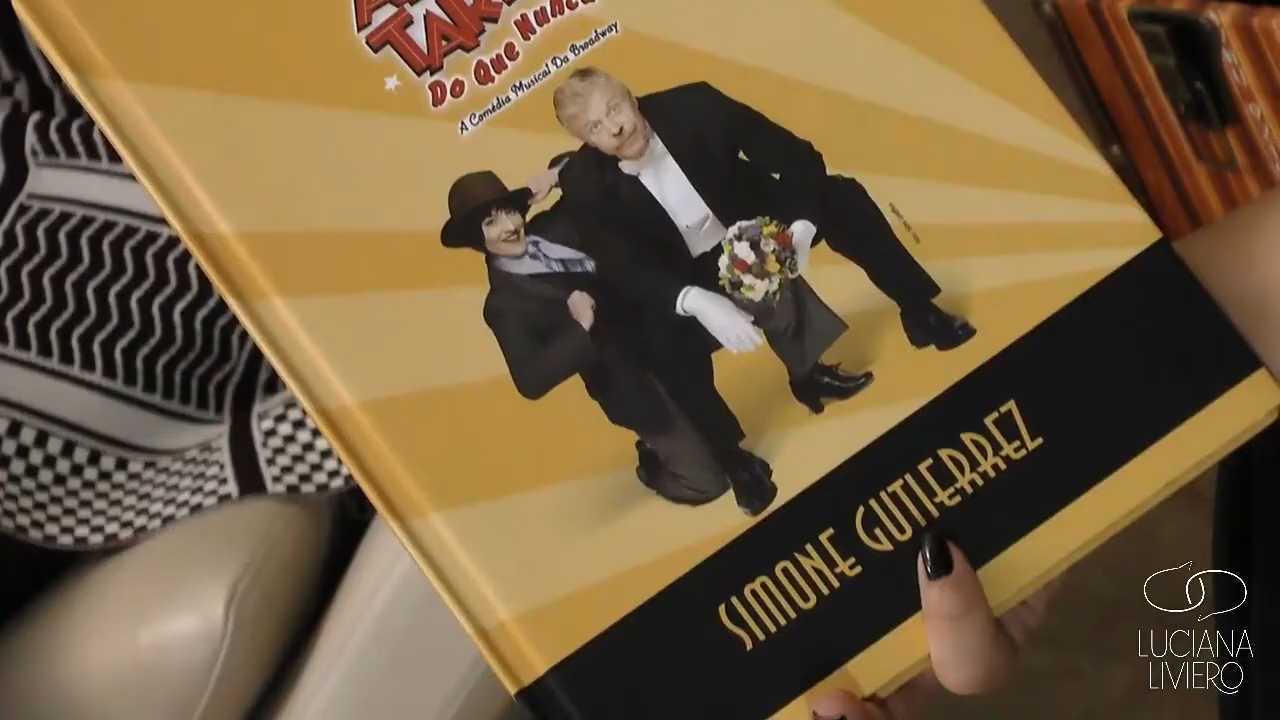 Do Que Nunca
A Comédia Musical Da Broadway
SIMONE GUTIERREZ
LUCIANA
LIVIERO